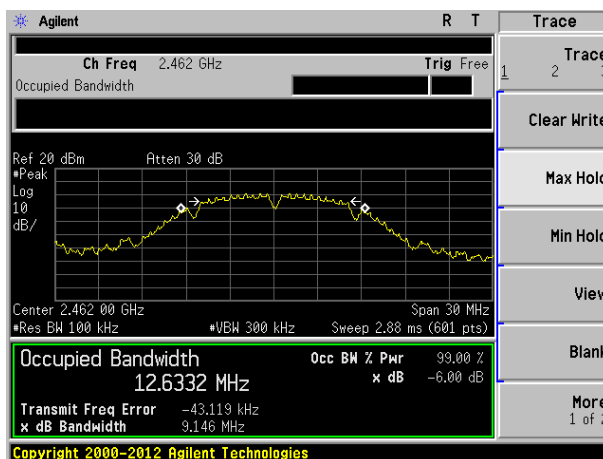 Agilent R T Trace
Ch Freq 2.462 GHz Trig Free
Occupied Bandwidth
Trace
1 2 3
Clear Write
Max Hold
Min Hold
View
Blank
More
1 of 2
Ref 20 dBm Atten 30 dB
#Peak
Log
10
dB/
Center 2.462 00 GHz Span 30 MHz
#Res BW 100 kHz #VBW 300 kHz Sweep 2.88 ms (601 pts)
Occupied Bandwidth Occ BW % Pwr 99.00 %
12.6332 MHz x dB -6.00 dB
Transmit Freq Error -43.119 kHz
x dB Bandwidth 9.146 MHz
Copyright 2000-2012 Agilent Technologies